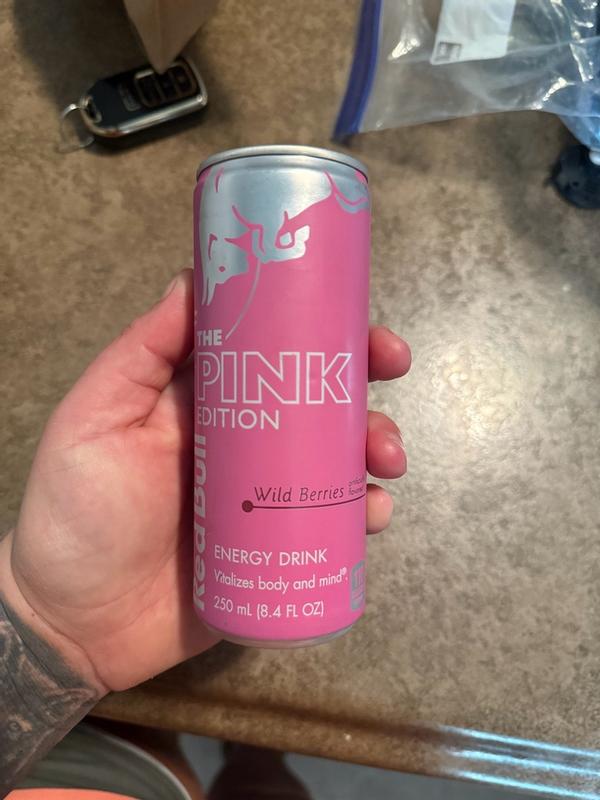 THE
PINK
EDITION
Red Bull
Wild Berries
ENERGY DRINK
Vitalizes body and mind®.
250 mL (8.4 FL OZ)